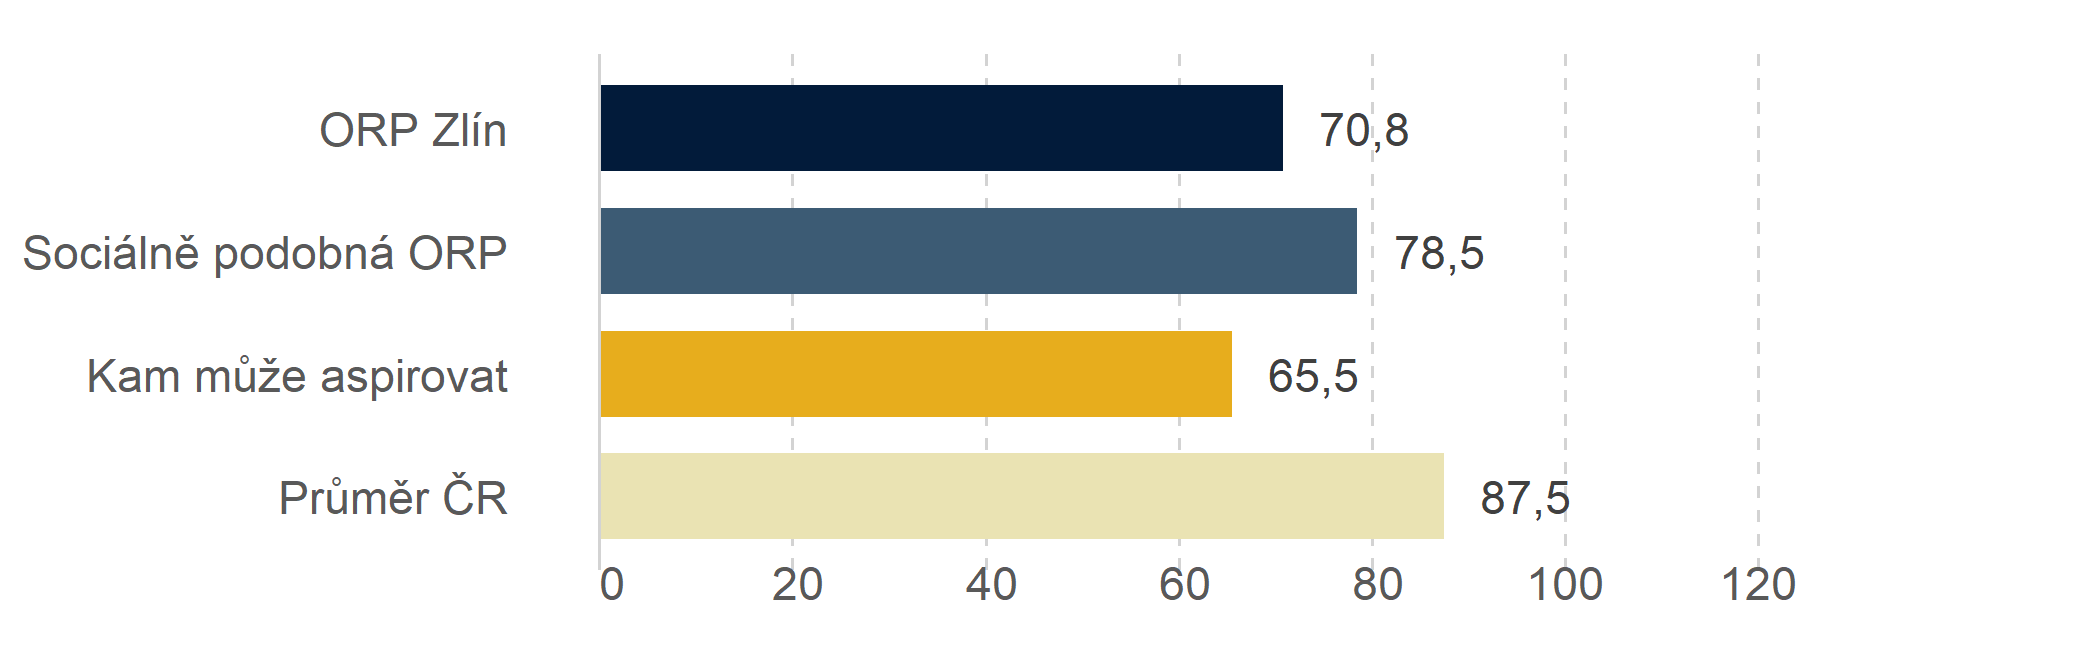 ORP Zlín
70,8
Sociálně podobná ORP
78,5
Kam může aspirovat
65,5
Průměr ČR
87,5
0 20 40 60 80 100 120